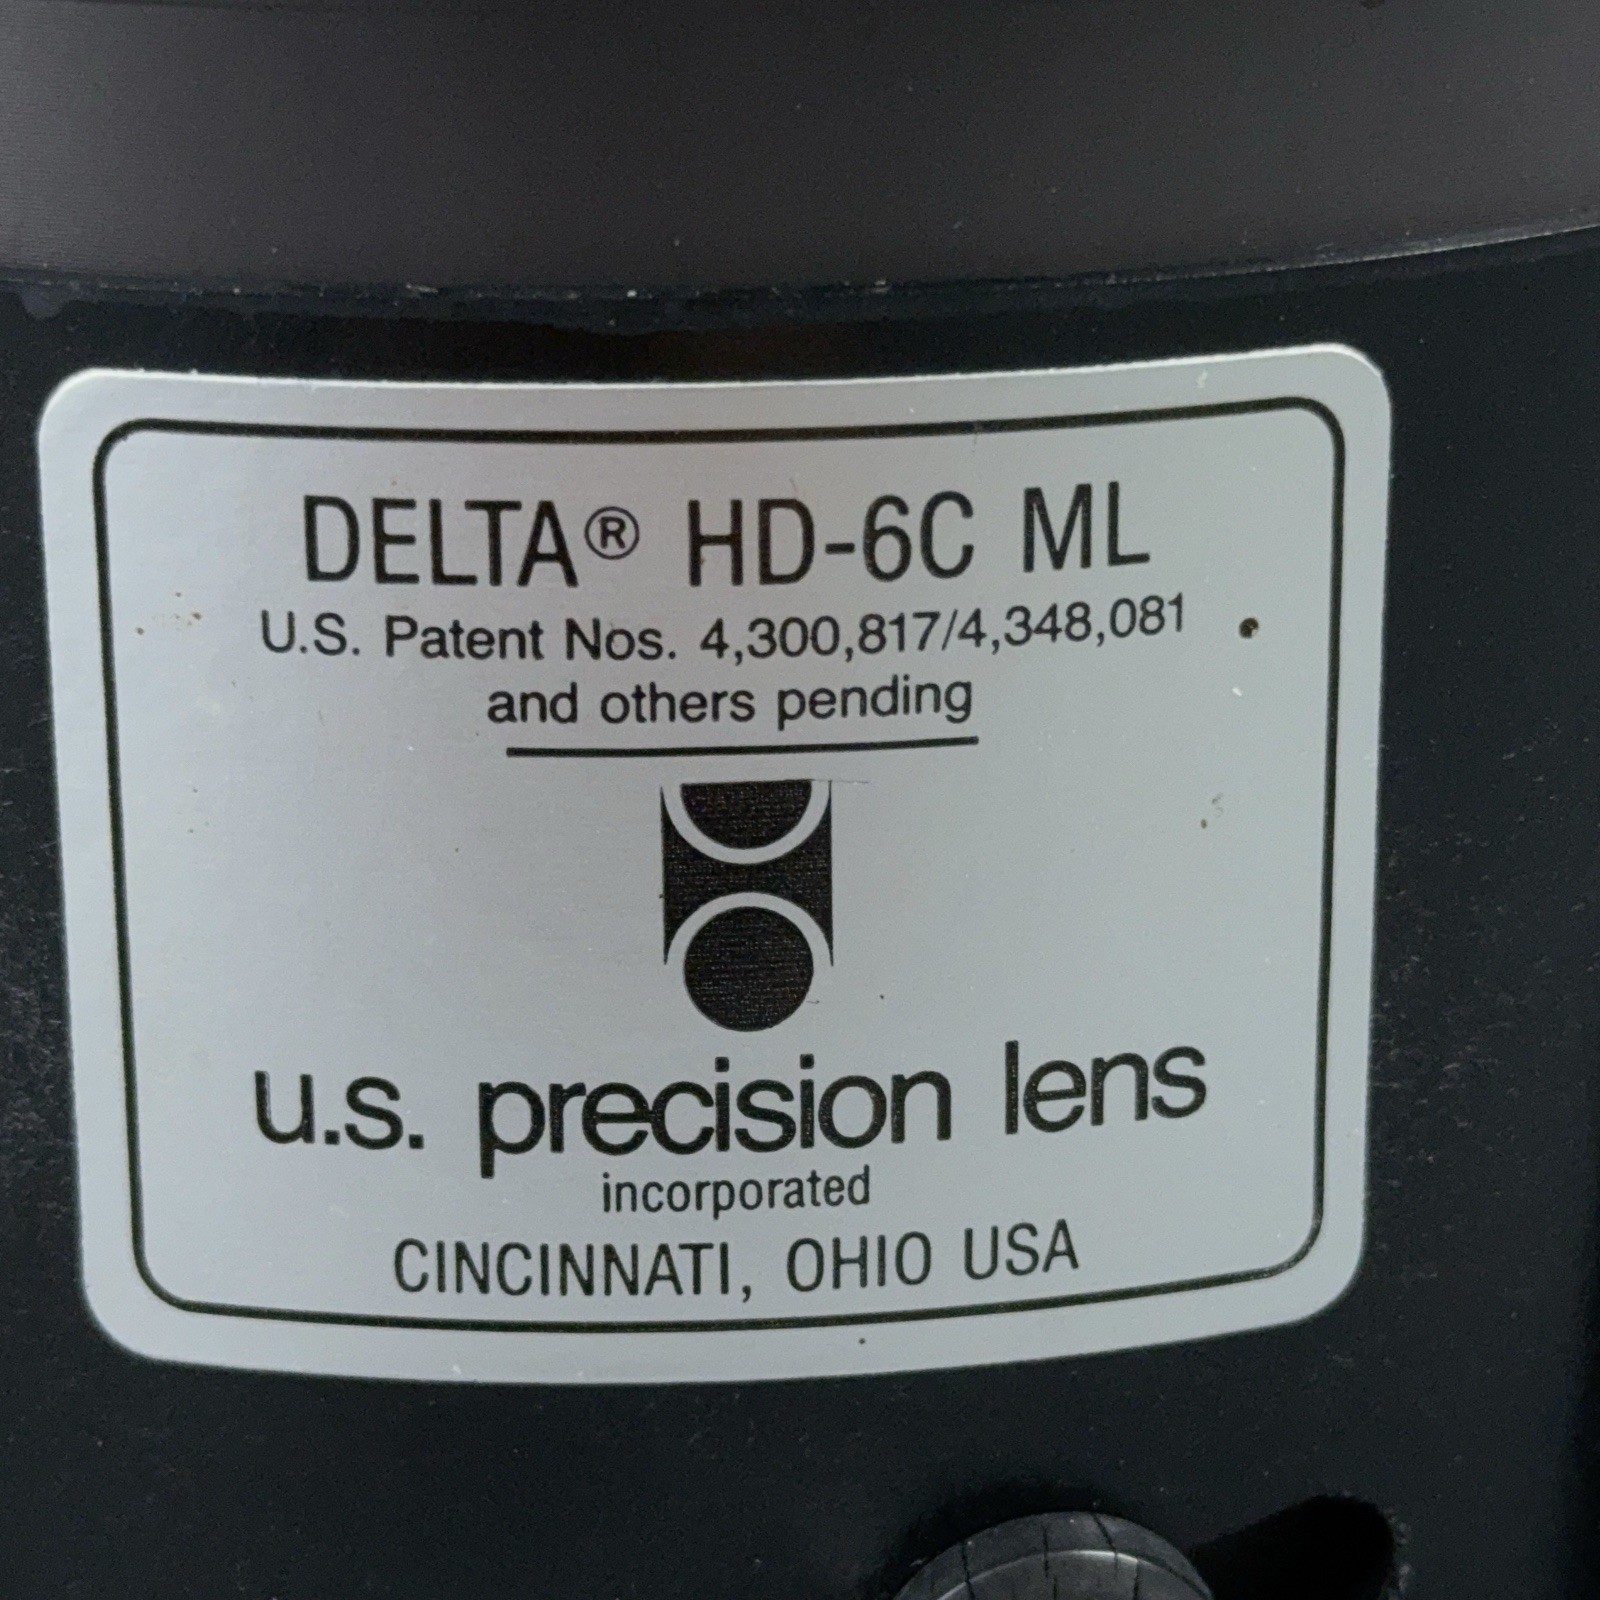 DELTA® HD-6C ML
U.S. Patent Nos. 4,300,817/4,348,081
and others pending
u.s. precision lens
incorporated
CINCINNATI, OHIO USA